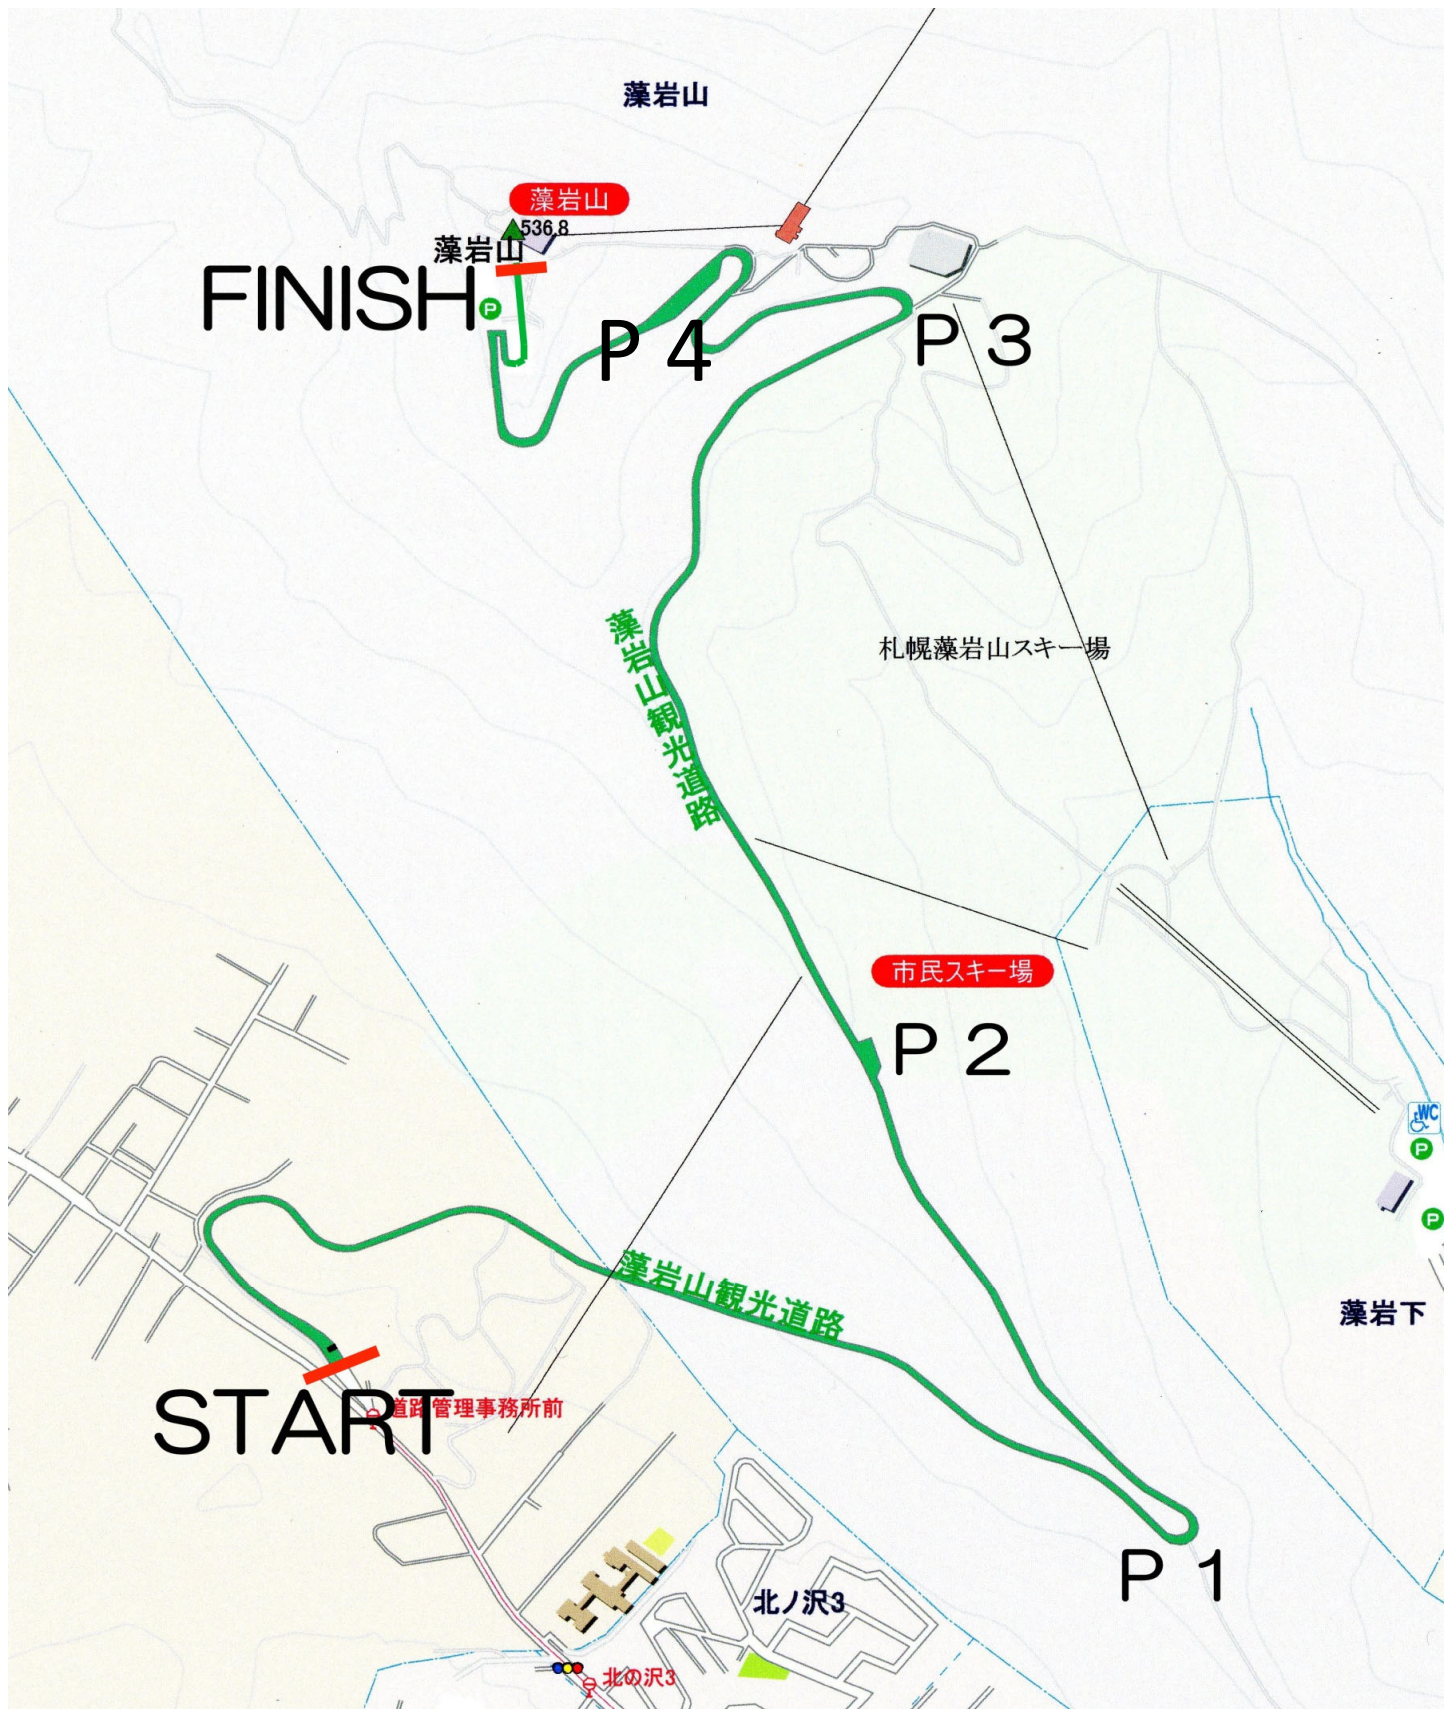 藻岩山
藻岩山
536.8
藻岩山
FINISH
P
P 4
P 3
藻岩山観光道路
札幌藻岩山スキー場
市民スキー場
P 2
WC
P
P
藻岩山観光道路
藻岩下
START
道路管理事務所前
P 1
北ノ沢3
北の沢3